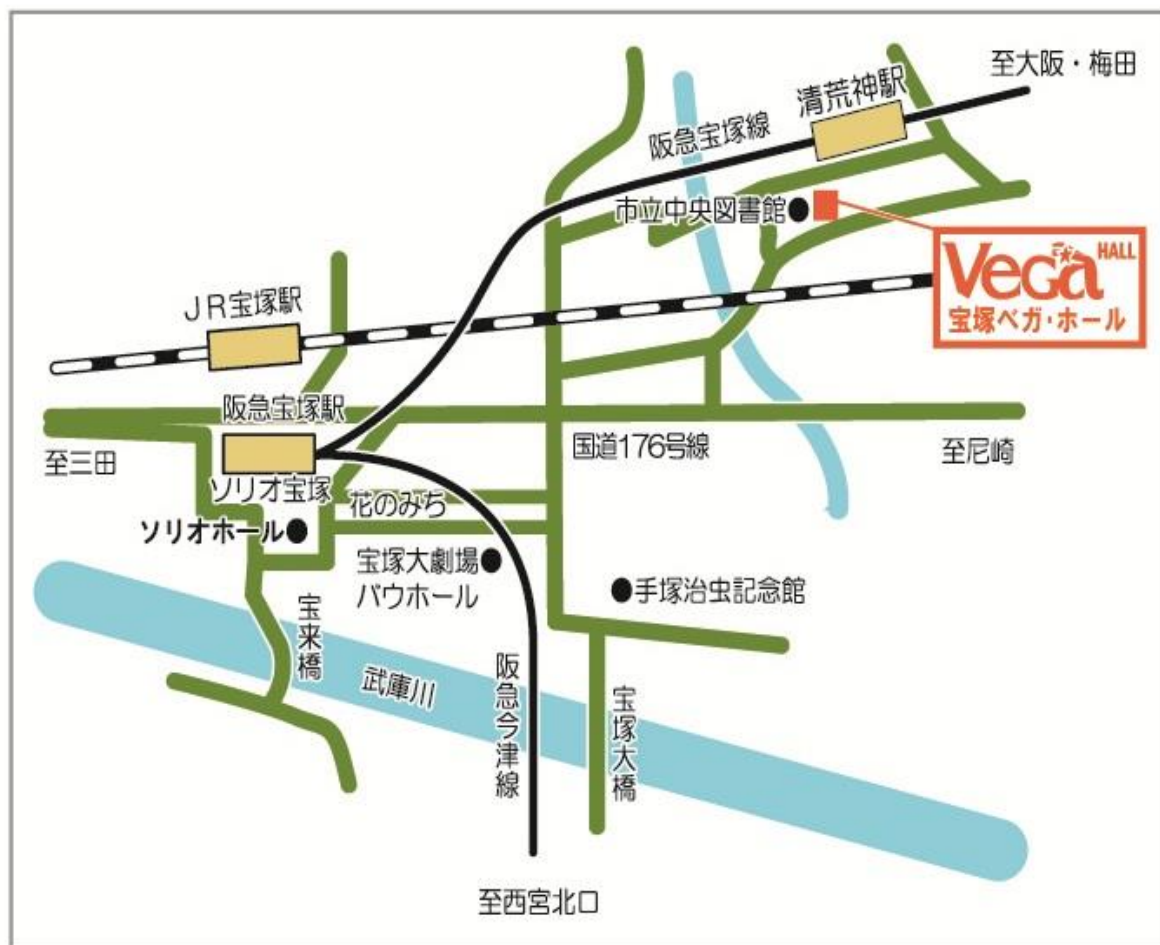 至大阪・梅田
清荒神駅
阪急宝塚線
市立中央図書館
Vega HALL
宝塚ベガ・ホール
JR宝塚駅
阪急宝塚駅
国道176号線
至三田
至尼崎
ソリオ宝塚
花のみち
ソリオホール
宝塚大劇場
バウホール
手塚治虫記念館
宝来橋
武庫川
阪急今津線
宝塚大橋
至西宮北口